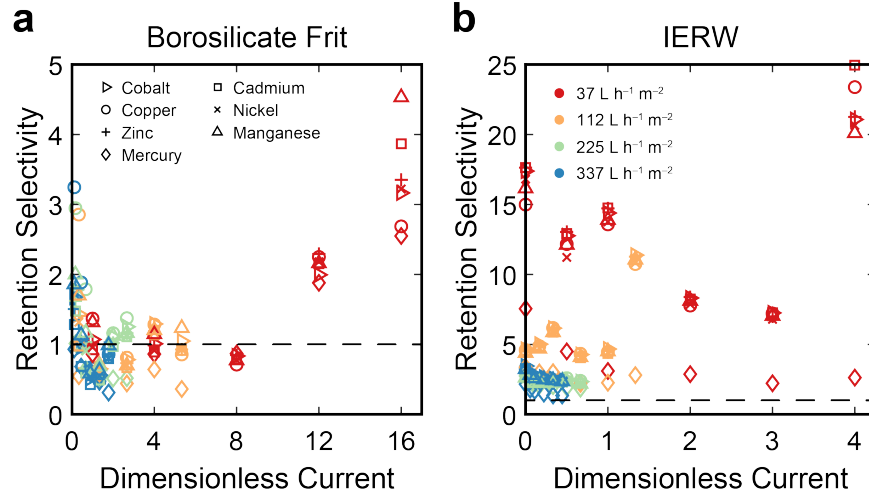 a
Borosilicate Frit
Retention Selectivity
5
4
3
2
1
0
Cobalt
Copper
Zinc
Mercury
Cadmium
Nickel
Manganese
0 4 8 12 16
Dimensionless Current
b
IERW
Retention Selectivity
25
20
15
10
5
0
37 L h⁻¹ m⁻²
112 L h⁻¹ m⁻²
225 L h⁻¹ m⁻²
337 L h⁻¹ m⁻²
0 1 2 3 4
Dimensionless Current